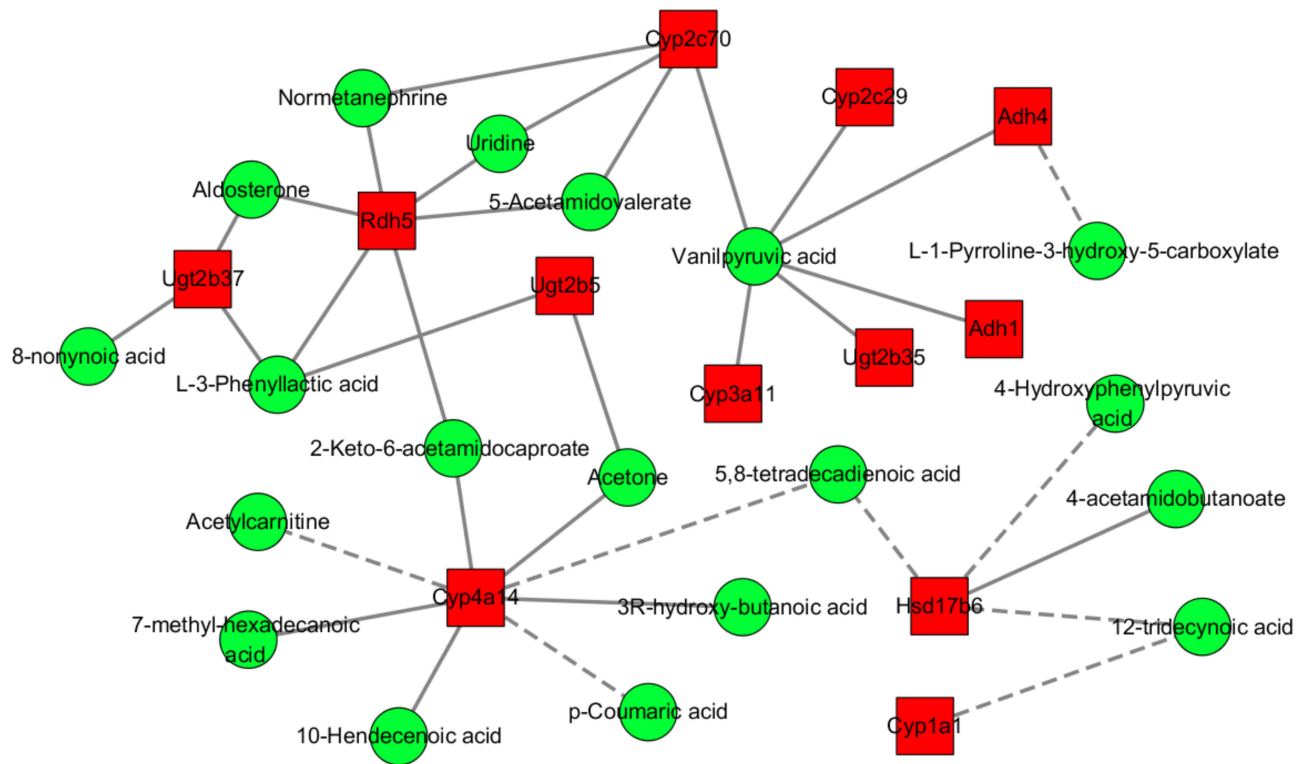 Cyp2c70
Normetanephrine
Cyp2c29
Adh4
Uridine
Aldosterone
5-Acetamidovalerate
Rdh5
Vanilpyruvic acid
L-1-Pyrroline-3-hydroxy-5-carboxylate
Ugt2b37
Ugt2b5
Adh1
8-nonynoic acid
Ugt2b35
L-3-Phenyllactic acid
Cyp3a11
4-Hydroxyphenylpyruvic
acid
2-Keto-6-acetamidocaproate
Acetone
5,8-tetradecadienoic acid
4-acetamidobutanoate
Acetylcarnitine
Cyp4a14
3R-hydroxy-butanoic acid
Hsd17b6
7-methyl-hexadecanoic
acid
12-tridecynoic acid
p-Coumaric acid
Cyp1a1
10-Hendecenoic acid